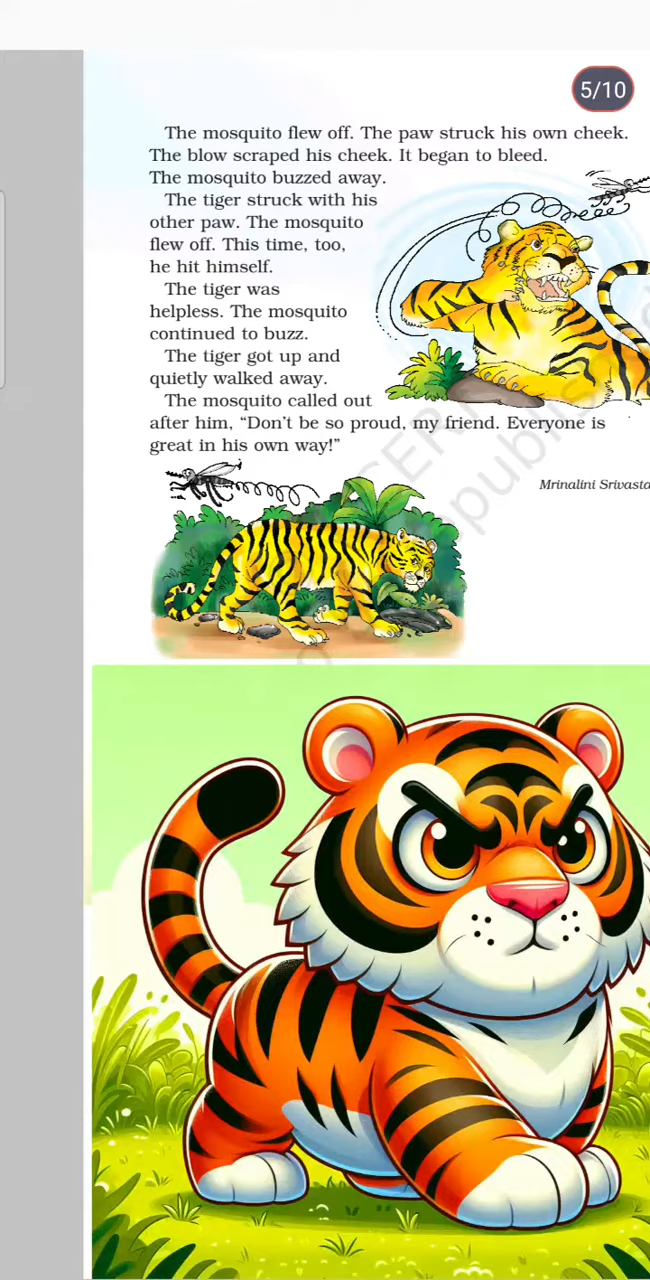 5/10
The mosquito flew off. The paw struck his own cheek.
The blow scraped his cheek. It began to bleed.
The mosquito buzzed away.
The tiger struck with his
other paw. The mosquito
flew off. This time, too,
he hit himself.
The tiger was
helpless. The mosquito
continued to buzz.
The tiger got up and
quietly walked away.
The mosquito called out
after him, “Don’t be so proud, my friend. Everyone is
great in his own way!”
Mrinalini Srivasta